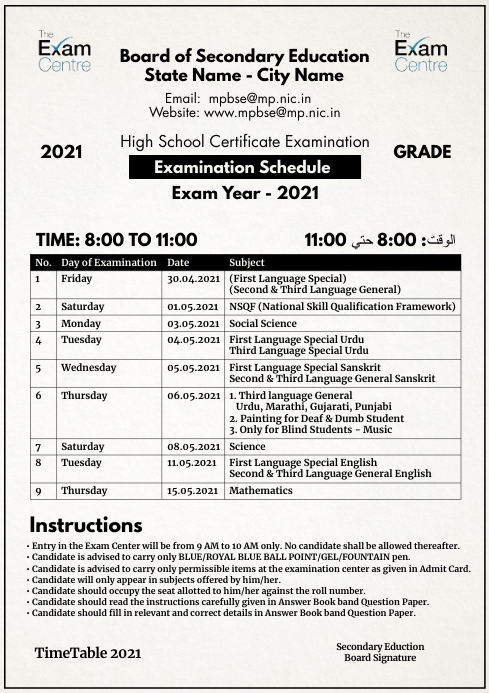 The
Exam
Centre
The
Exam
Centre
Board of Secondary Education
State Name - City Name
Email: mpbse@mp.nic.in
Website: www.mpbse@mp.nic.in
High School Certificate Examination
2021
GRADE
Examination Schedule
Exam Year - 2021
TIME: 8:00 TO 11:00
الوقت: 8:00 حتي 11:00
No. Day of Examination Date Subject
1 Friday 30.04.2021 (First Language Special)
(Second & Third Language General)
2 Saturday 01.05.2021 NSQF (National Skill Qualification Framework)
3 Monday 03.05.2021 Social Science
4 Tuesday 04.05.2021 First Language Special Urdu
Third Language Special Urdu
5 Wednesday 05.05.2021 First Language Special Sanskrit
Second & Third Language General Sanskrit
6 Thursday 06.05.2021 1. Third language General
Urdu, Marathi, Gujarati, Punjabi
2. Painting for Deaf & Dumb Student
3. Only for Blind Students - Music
7 Saturday 08.05.2021 Science
8 Tuesday 11.05.2021 First Language Special English
Second & Third Language General English
9 Thursday 15.05.2021 Mathematics
Instructions
• Entry in the Exam Center will be from 9 AM to 10 AM only. No candidate shall be allowed thereafter.
• Candidate is advised to carry only BLUE/ROYAL BLUE BALL POINT/GEL/FOUNTAIN pen.
• Candidate is advised to carry only permissible items at the examination center as given in Admit Card.
• Candidate will only appear in subjects offered by him/her.
• Candidate should occupy the seat allotted to him/her against the roll number.
• Candidate should read the instructions carefully given in Answer Book band Question Paper.
• Candidate should fill in relevant and correct details in Answer Book band Question Paper.
TimeTable 2021
Secondary Eduction
Board Signature